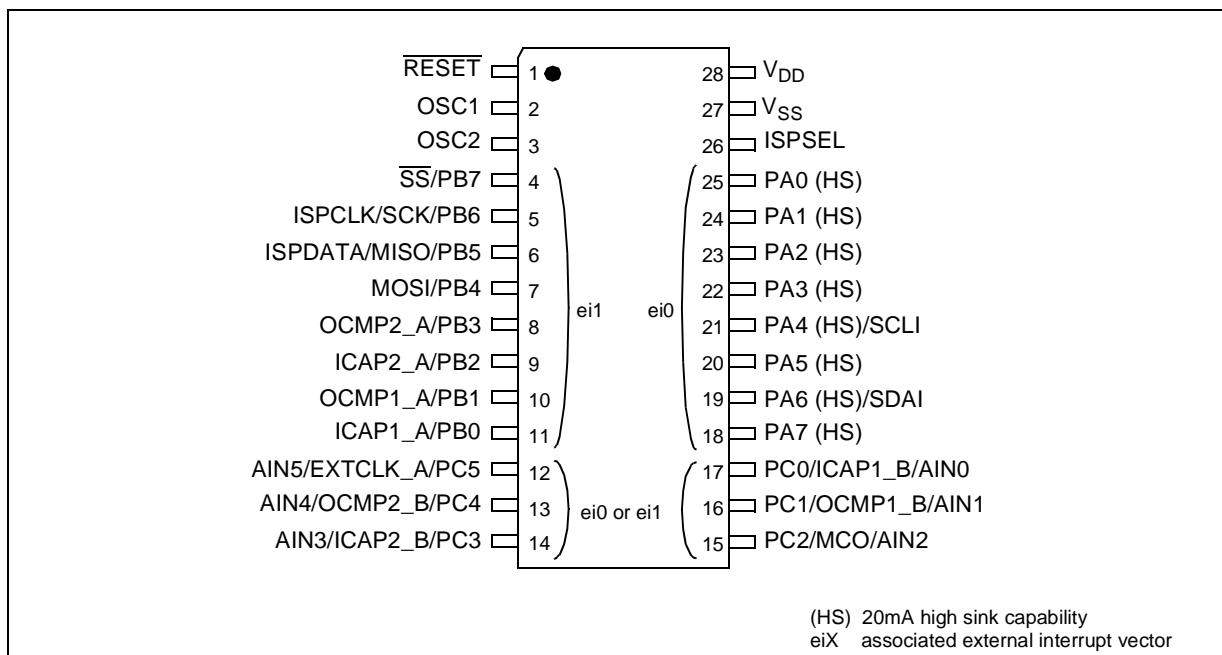 RESET 1 28 VDD
OSC1 2 27 VSS
OSC2 3 26 ISPSEL
SS/PB7 4 25 PA0 (HS)
ISPCLK/SCK/PB6 5 24 PA1 (HS)
ISPDATA/MISO/PB5 6 23 PA2 (HS)
MOSI/PB4 7 22 PA3 (HS)
ei1 ei0
OCMP2_A/PB3 8 21 PA4 (HS)/SCLI
ICAP2_A/PB2 9 20 PA5 (HS)
OCMP1_A/PB1 10 19 PA6 (HS)/SDAI
ICAP1_A/PB0 11 18 PA7 (HS)
AIN5/EXTCLK_A/PC5 12 17 PC0/ICAP1_B/AIN0
AIN4/OCMP2_B/PC4 13 ei0 or ei1 16 PC1/OCMP1_B/AIN1
AIN3/ICAP2_B/PC3 14 15 PC2/MCO/AIN2
(HS) 20mA high sink capability
eiX associated external interrupt vector